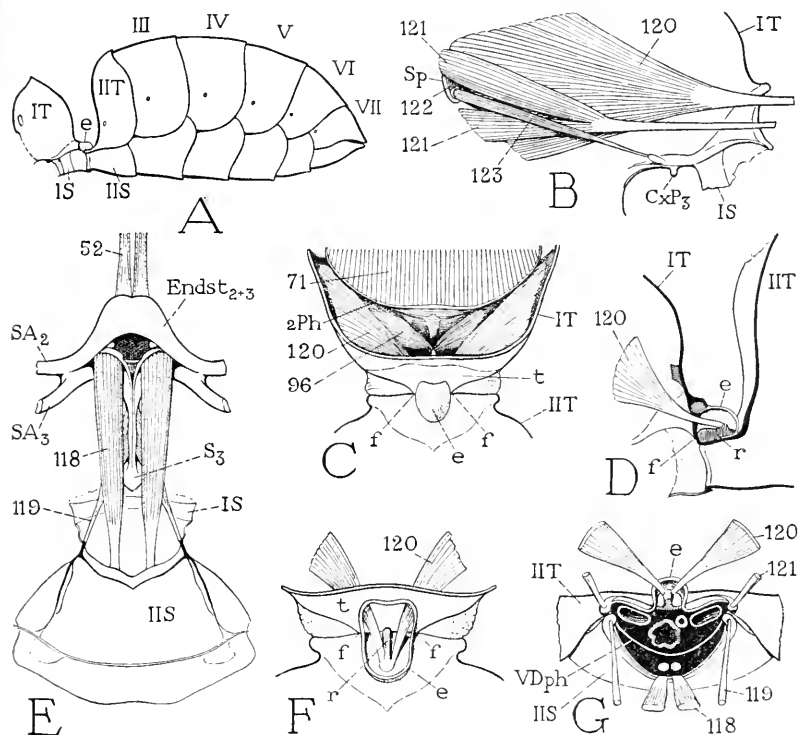 III
IV
V
VI
VII
IT
IIT
e
IS
IIS
A
121
120
IT
Sp
122
121
123
B
CxP3
IS
52
Endst2+3
SA2
SA3
118
S3
119
IS
IIS
E
71
2Ph
IT
120
96
t
IIT
f
e
f
C
IT
IIT
120
e
f
r
D
120
t
f
f
r
e
F
120
e
IIT
121
VDph
IIS
119
118
G